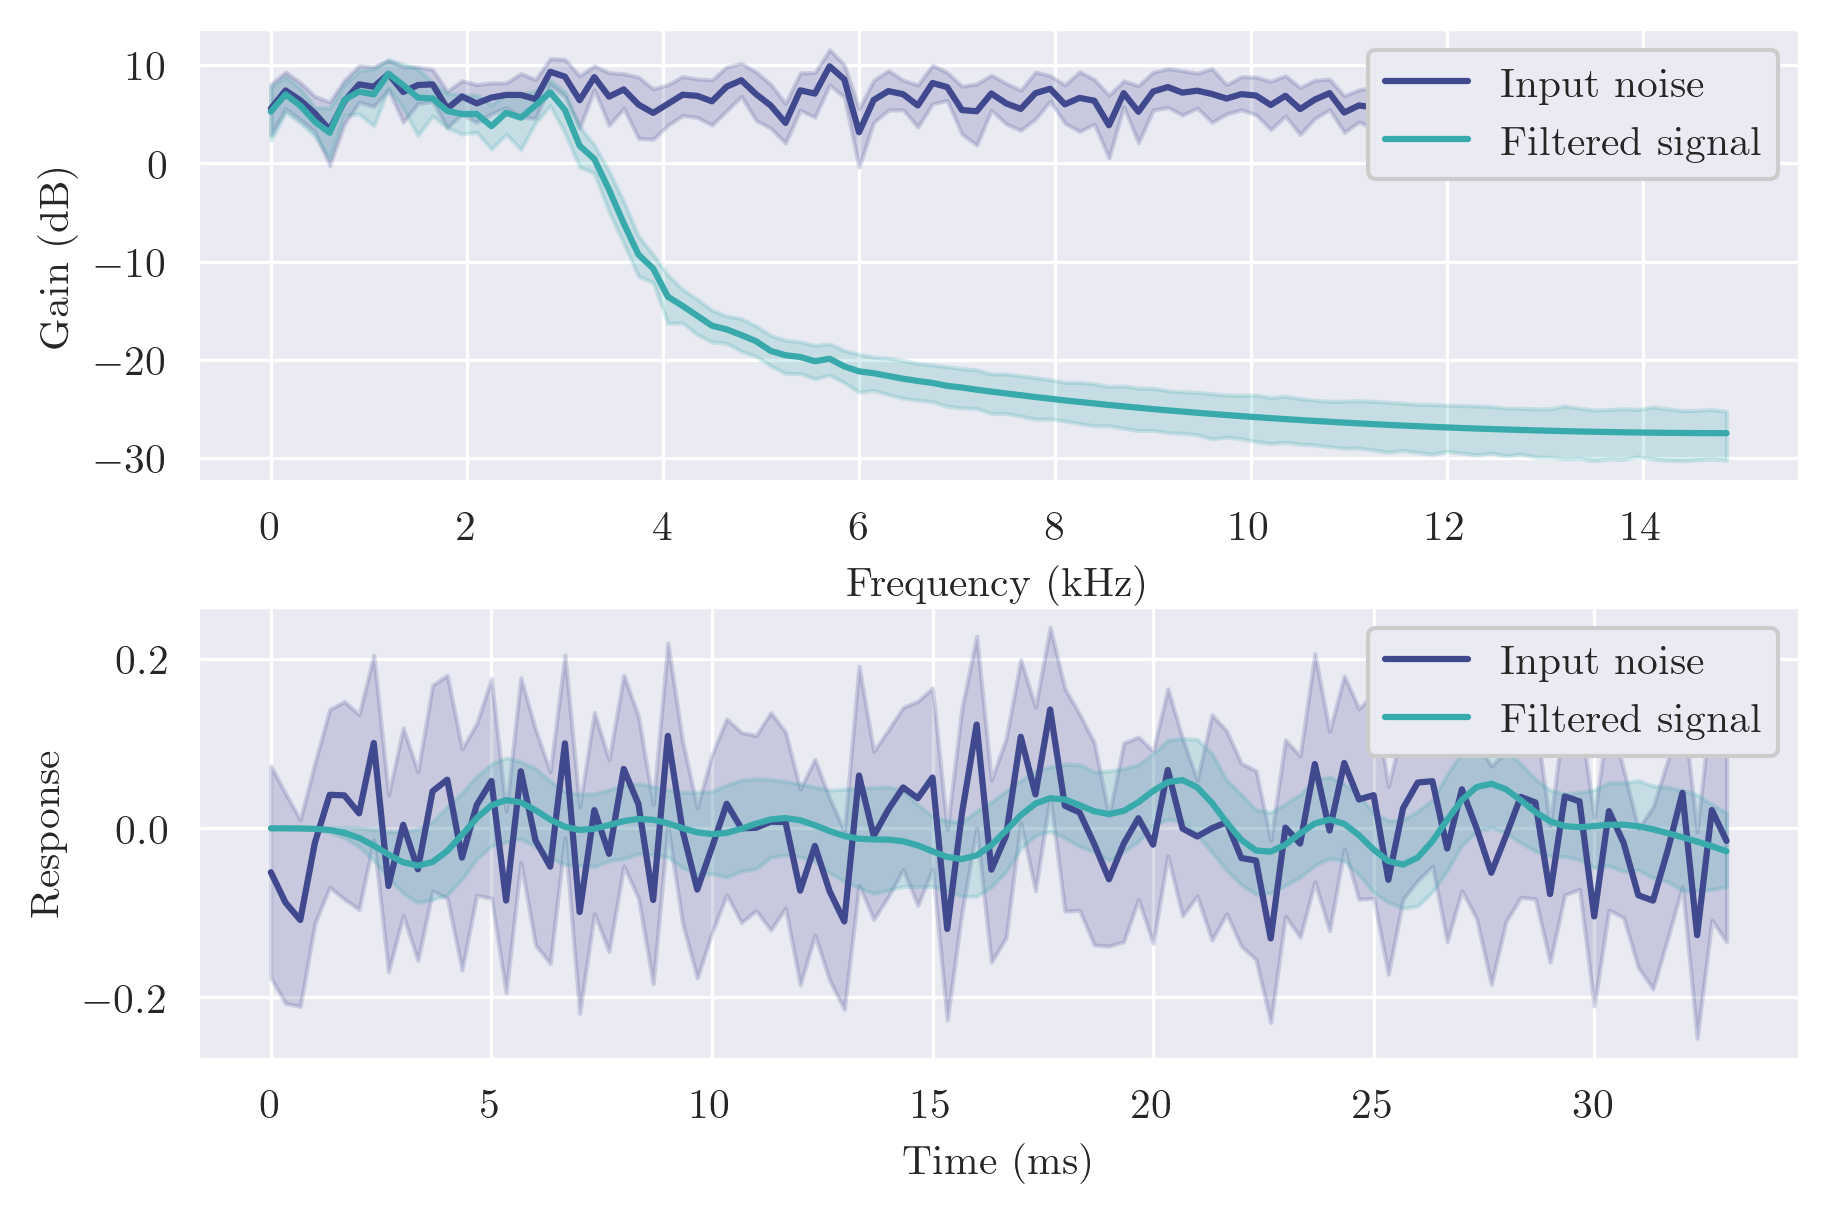 10
0
−10
−20
−30
Gain (dB)
Input noise
Filtered signal
0 2 4 6 8 10 12 14
Frequency (kHz)
0.2
0.0
−0.2
Response
Input noise
Filtered signal
0 5 10 15 20 25 30
Time (ms)